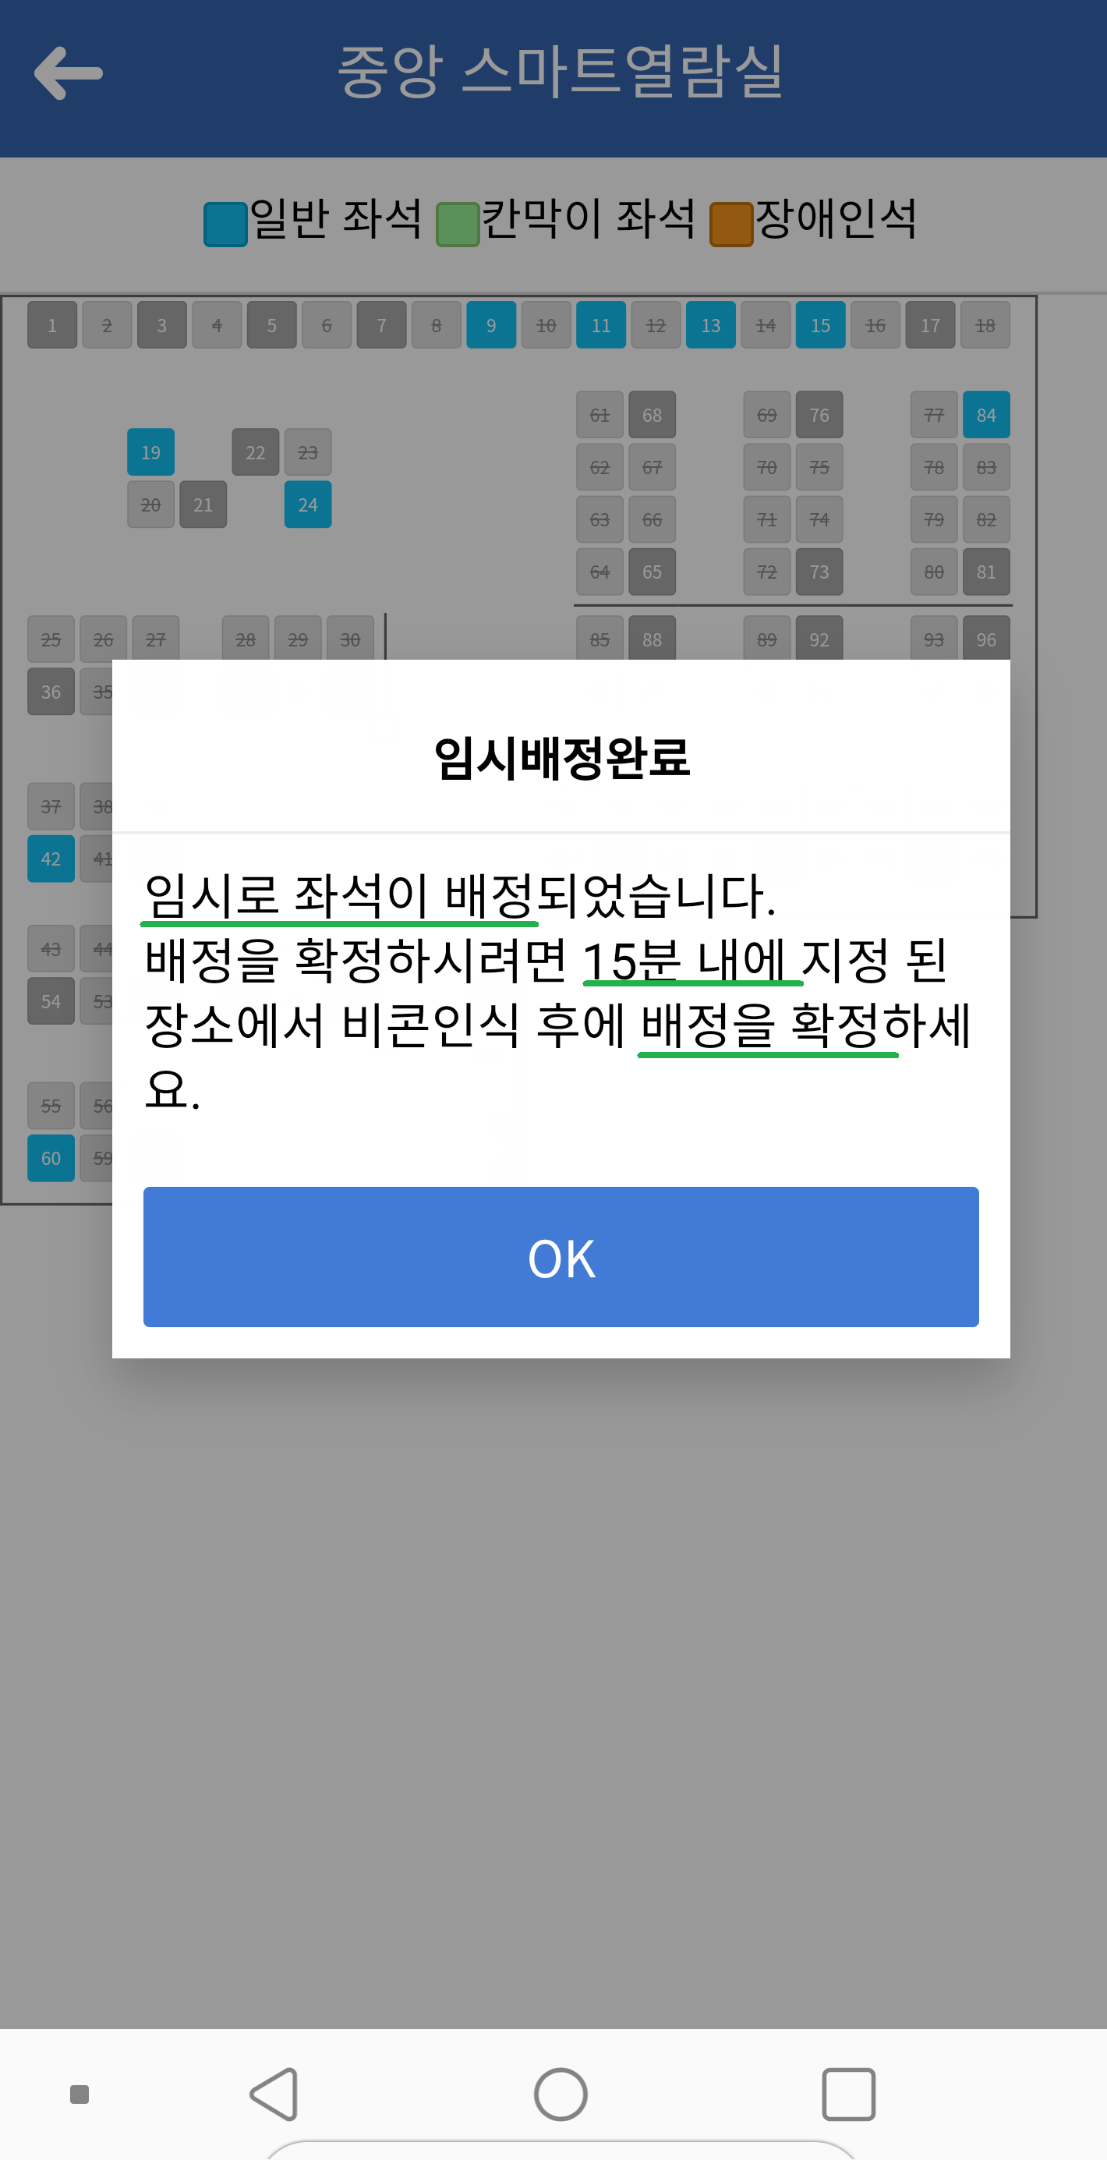 중앙 스마트열람실
일반 좌석 칸막이 좌석 장애인석
1 2 3 4 5 6 7 8 9 10 11 12 13 14 15 16 17 18
61 68 69 76 77 84
19 22 23
62 67 70 75 78 83
20 21 24
63 66 71 74 79 82
64 65 72 73 80 81
25 26 27 28 29 30 85 88 89 92 93 96
36 35
임시배정완료
37 38
42 41
임시로 좌석이 배정되었습니다.
43 44
배정을 확정하시려면 15분 내에 지정 된
54 53
장소에서 비콘인식 후에 배정을 확정하세
요.
55 56
60 59
OK